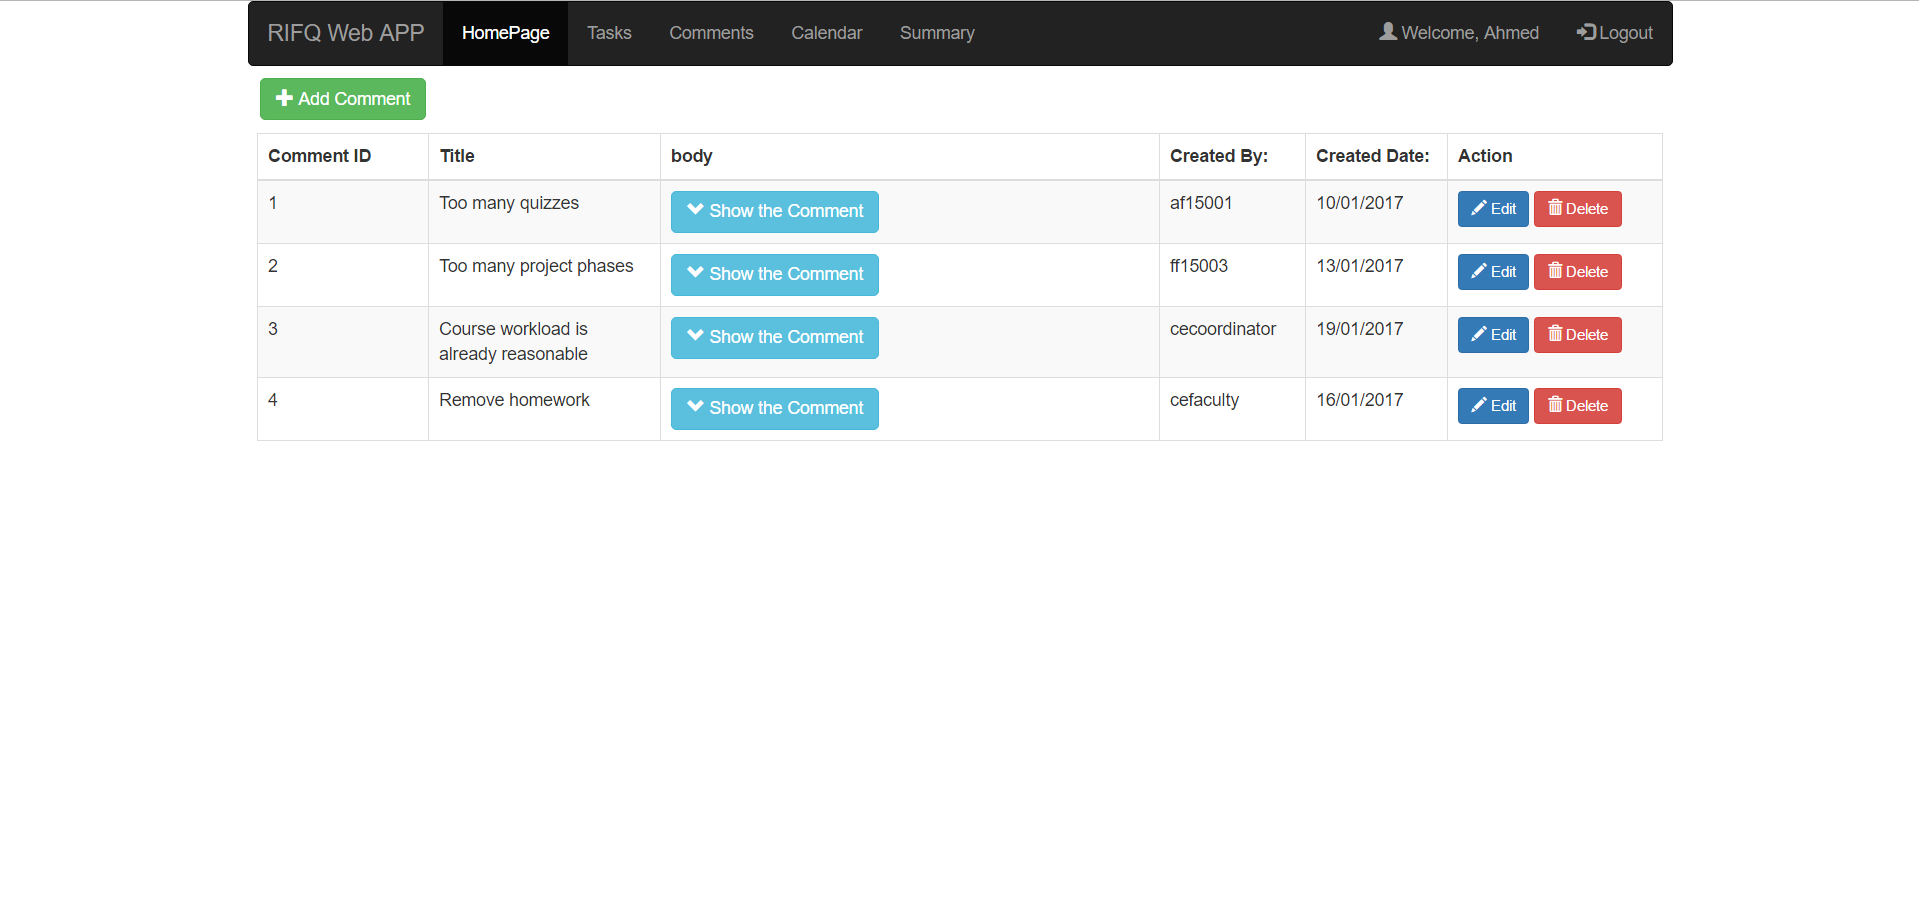 RIFQ Web APP HomePage Tasks Comments Calendar Summary Welcome, Ahmed Logout
Add Comment
Comment ID Title body Created By: Created Date: Action
1 Too many quizzes Show the Comment af15001 10/01/2017 Edit Delete
2 Too many project phases Show the Comment ff15003 13/01/2017 Edit Delete
3 Course workload is Show the Comment cecoordinator 19/01/2017 Edit Delete
already reasonable
4 Remove homework Show the Comment cefaculty 16/01/2017 Edit Delete